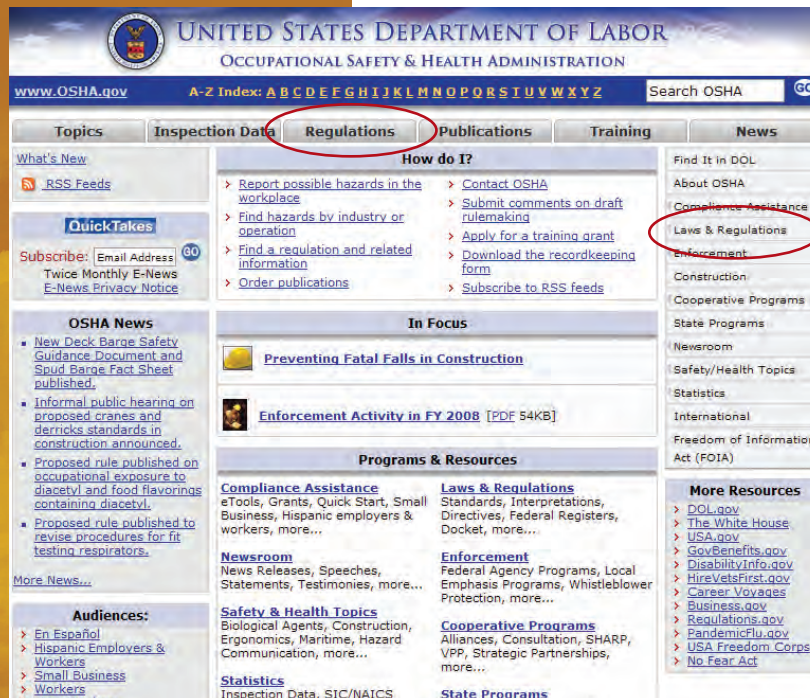 UNITED STATES DEPARTMENT OF LABOR
OCCUPATIONAL SAFETY & HEALTH ADMINISTRATION
www.OSHA.gov
A-Z Index: A B C D E F G H I J K L M N O P Q R S T U V W X Y Z
Search OSHA
GO
Topics
Inspection Data
Regulations
Publications
Training
News
What's New
RSS Feeds
QuickTakes
Subscribe: Email Address GO
Twice Monthly E-News
E-News Privacy Notice
OSHA News
New Deck Barge Safety
Guidance Document and
Spud Barge Fact Sheet
published.
Informal public hearing on
proposed cranes and
derricks standards in
construction announced.
Proposed rule published on
occupational exposure to
diacetyl and food flavorings
containing diacetyl.
Proposed rule published to
revise procedures for fit
testing respirators.
More News...
Audiences:
En Español
Hispanic Employers &
Workers
Small Business
Workers
How do I?
Report possible hazards in the
workplace
Find hazards by industry or
operation
Find a regulation and related
information
Order publications
Contact OSHA
Submit comments on draft
rulemaking
Apply for a training grant
Download the recordkeeping
form
Subscribe to RSS feeds
In Focus
Preventing Fatal Falls in Construction
Enforcement Activity in FY 2008 [PDF 54KB]
Programs & Resources
Compliance Assistance
eTools, Grants, Quick Start, Small
Business, Hispanic employers &
workers, more...
Newsroom
News Releases, Speeches,
Statements, Testimonies, more...
Safety & Health Topics
Biological Agents, Construction,
Ergonomics, Maritime, Hazard
Communication, more...
Statistics
Inspection Data, SIC/NAICS
Laws & Regulations
Standards, Interpretations,
Directives, Federal Registers,
Docket, more...
Enforcement
Federal Agency Programs, Local
Emphasis Programs, Whistleblower
Protection, more...
Cooperative Programs
Alliances, Consultation, SHARP,
VPP, Strategic Partnerships,
more...
State Programs
Find It in DOL
About OSHA
Compliance Assistance
Laws & Regulations
Enforcement
Construction
Cooperative Programs
State Programs
Newsroom
Safety/Health Topics
Statistics
International
Freedom of Information
Act (FOIA)
More Resources
DOL.gov
The White House
USA.gov
GovBenefits.gov
DisabilityInfo.gov
HireVetsFirst.gov
Career Voyages
Business.gov
Regulations.gov
PandemicFlu.gov
USA Freedom Corps
No Fear Act